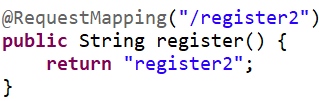 @RequestMapping("/register2")
public String register() {
    return "register2";
}